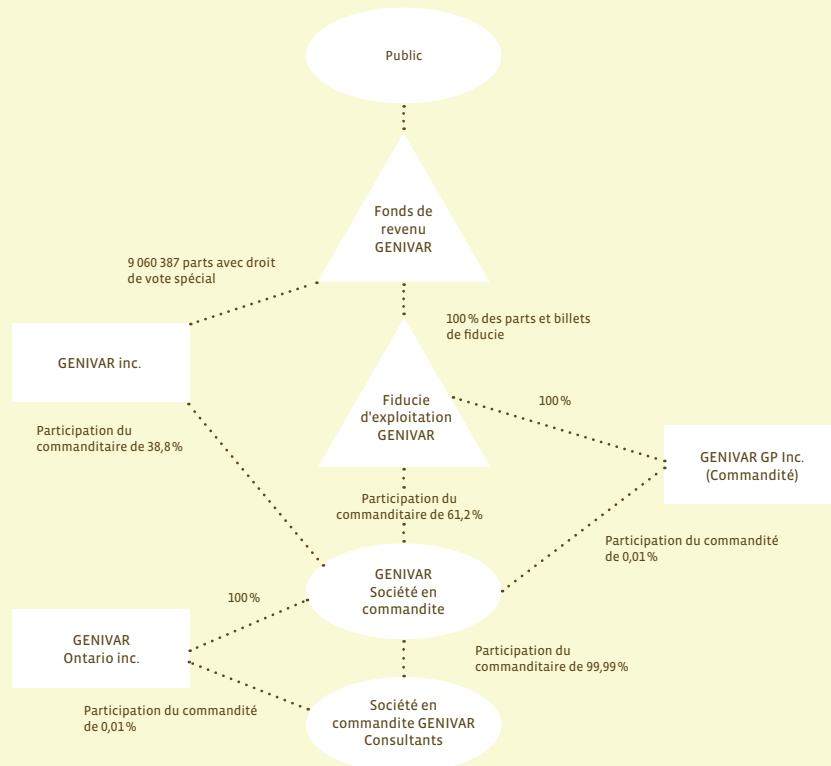 Public
Fonds de
revenu
GENIVAR
9 060 387 parts avec droit
de vote spécial
100 % des parts et billets
de fiducie
GENIVAR inc.
Fiducie
d'exploitation
GENIVAR
100 %
Participation du
commanditaire de 38,8 %
GENIVAR GP Inc.
(Commandité)
Participation du
commanditaire de 61,2 %
Participation du commandité
de 0,01 %
GENIVAR
Société en
commandite
100 %
GENIVAR
Ontario inc.
Participation du
commanditaire de 99,99 %
Participation du commandité
de 0,01 %
Société en
commandite GENIVAR
Consultants